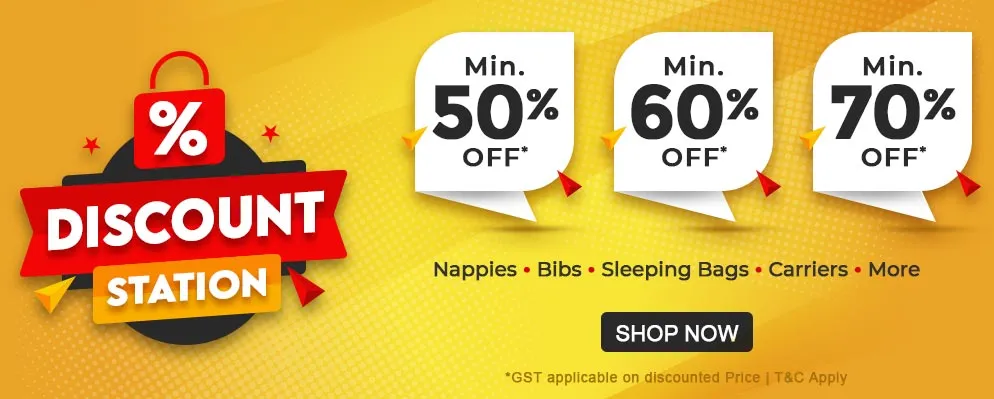 %
DISCOUNT
STATION
Min.
50%
OFF*
Min.
60%
OFF*
Min.
70%
OFF*
Nappies • Bibs • Sleeping Bags • Carriers • More
SHOP NOW
*GST applicable on discounted Price | T&C Apply